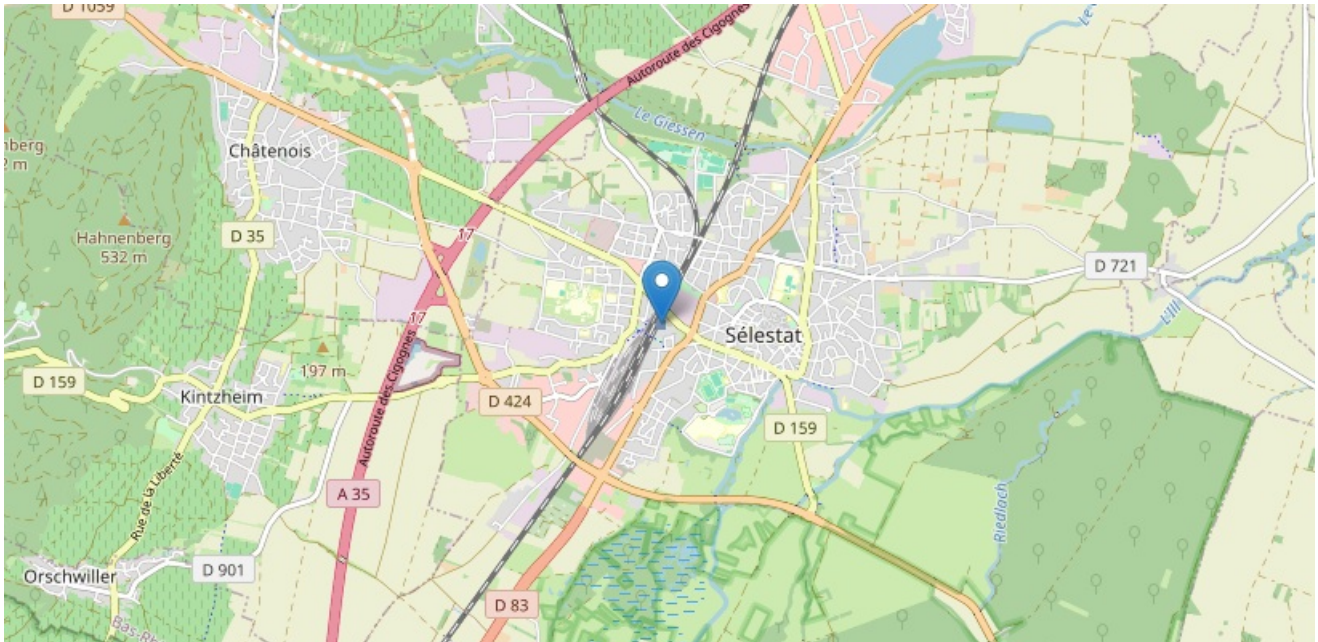 D 1059
Autoroute des Cigognes
Le Giessen
Châtenois
Hahnenberg
532 m
D 35
17
D 721
L'Ill
17
Sélestat
197 m
D 159
Kintzheim
D 424
D 159
Autoroute des Cigognes
A 35
Rue de la Liberté
Riedlach
Orschwiller
D 901
D 83